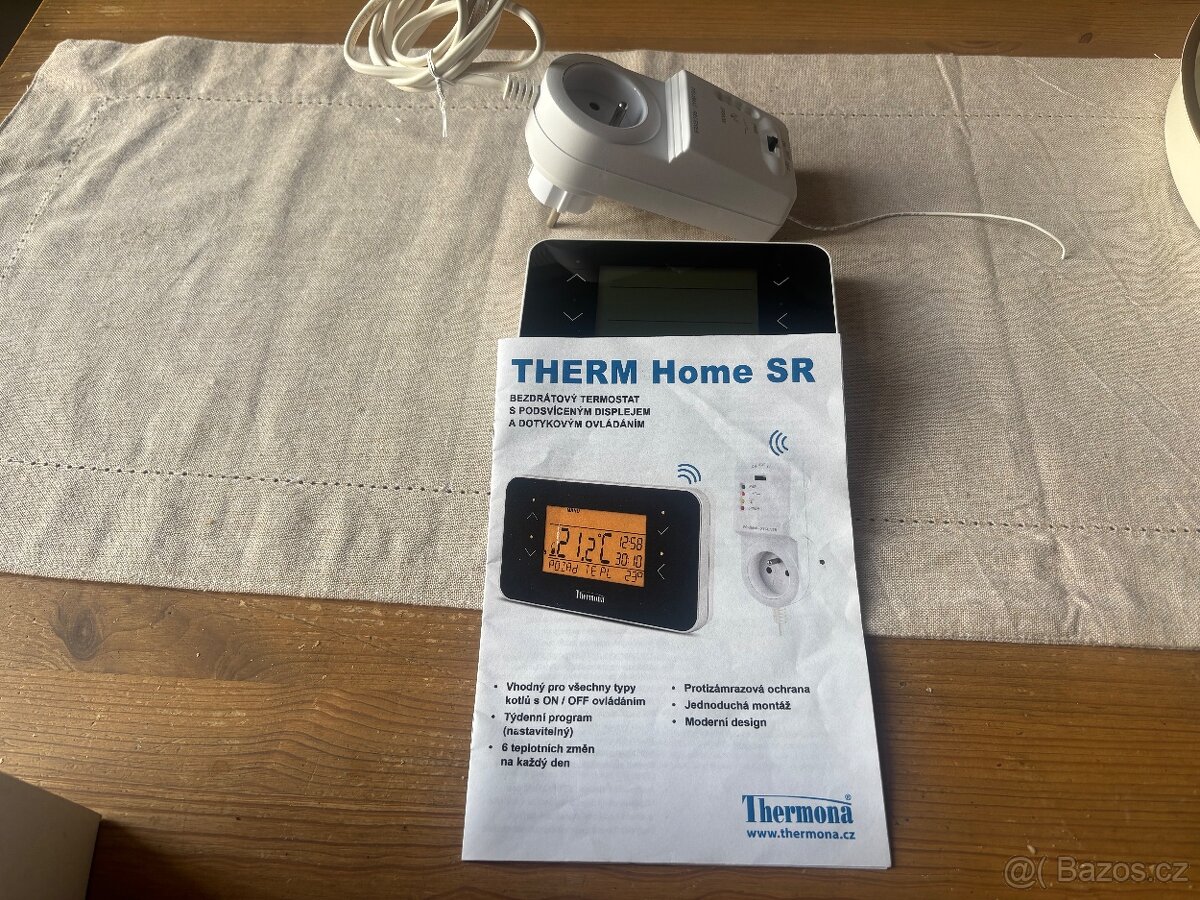 THERM Home SR
BEZDRÁTOVÝ TERMOSTAT
S PODSVÍCENÝM DISPLEJEM
A DOTYKOVÝM OVLÁDÁNÍM
21.2°C
12:58
30.10
POZAD TEPL 23°
Thermona
• Vhodný pro všechny typy
kotlů s ON / OFF ovládáním
• Týdenní program
(nastavitelný)
• 6 teplotních změn
na každý den
• Protizámrazová ochrana
• Jednoduchá montáž
• Moderní design
Thermona®
www.thermona.cz
@( Bazos.cz